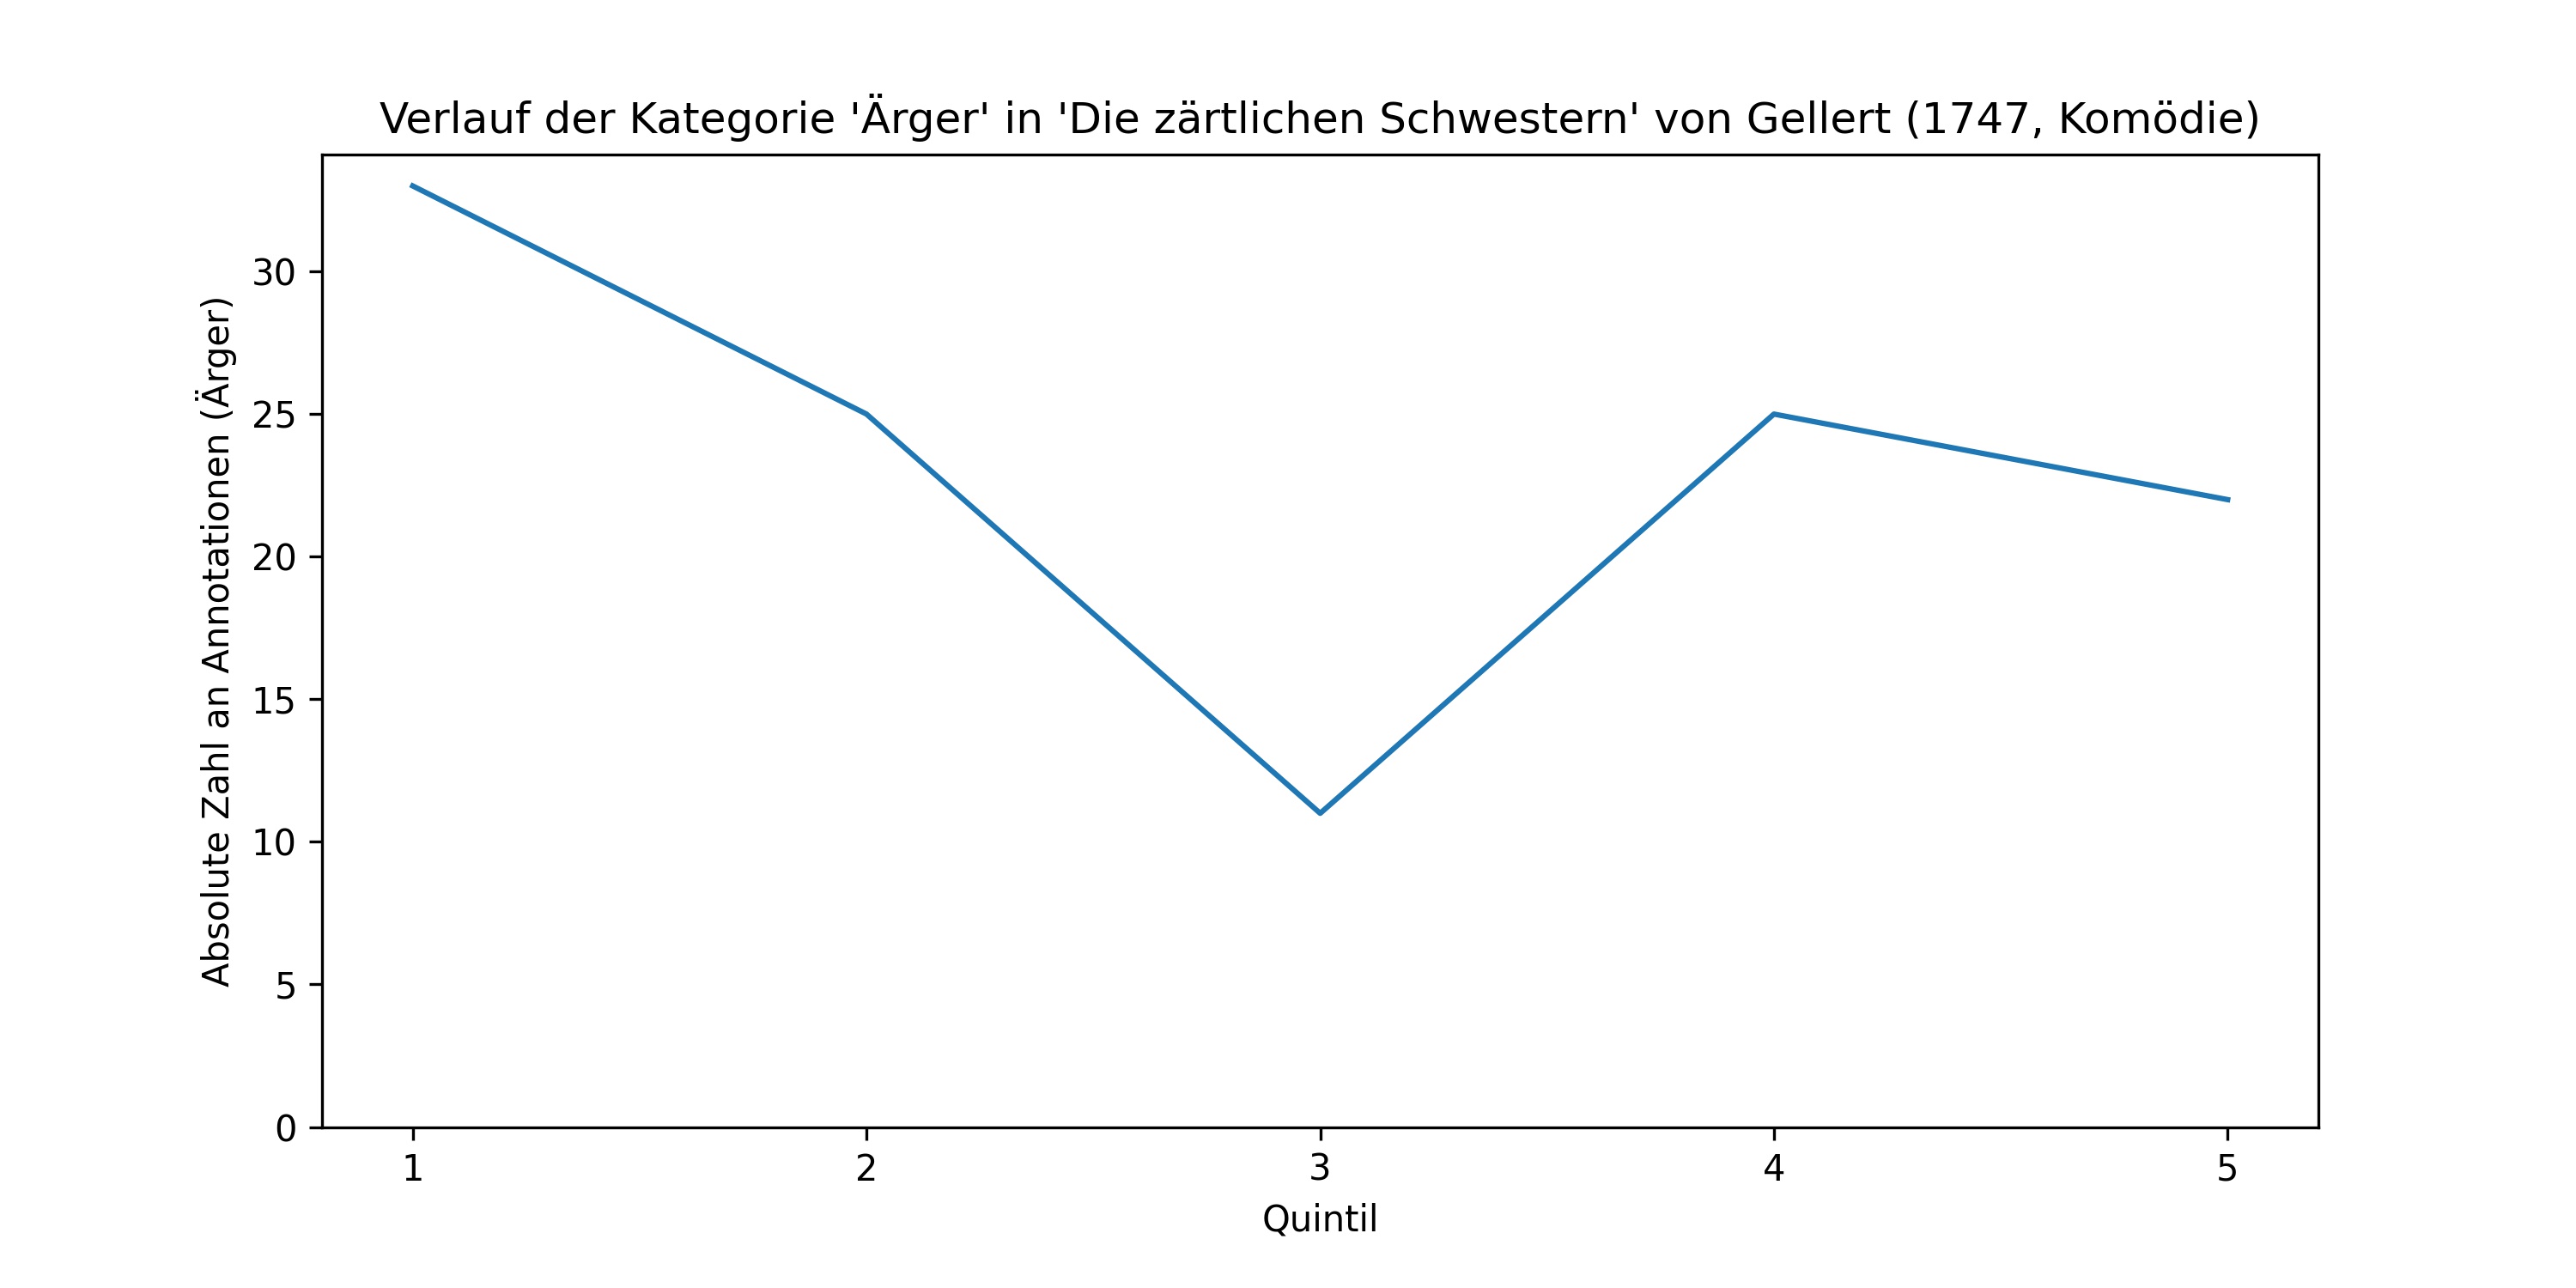 Verlauf der Kategorie 'Ärger' in 'Die zärtlichen Schwestern' von Gellert (1747, Komödie)
Absolute Zahl an Annotationen (Ärger)
30
25
20
15
10
5
0
1 2 3 4 5
Quintil